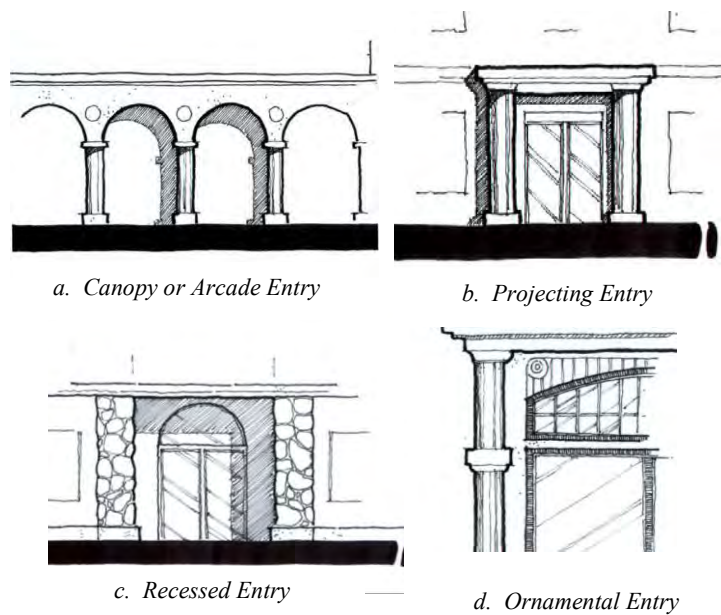 a. Canopy or Arcade Entry
b. Projecting Entry
c. Recessed Entry
d. Ornamental Entry